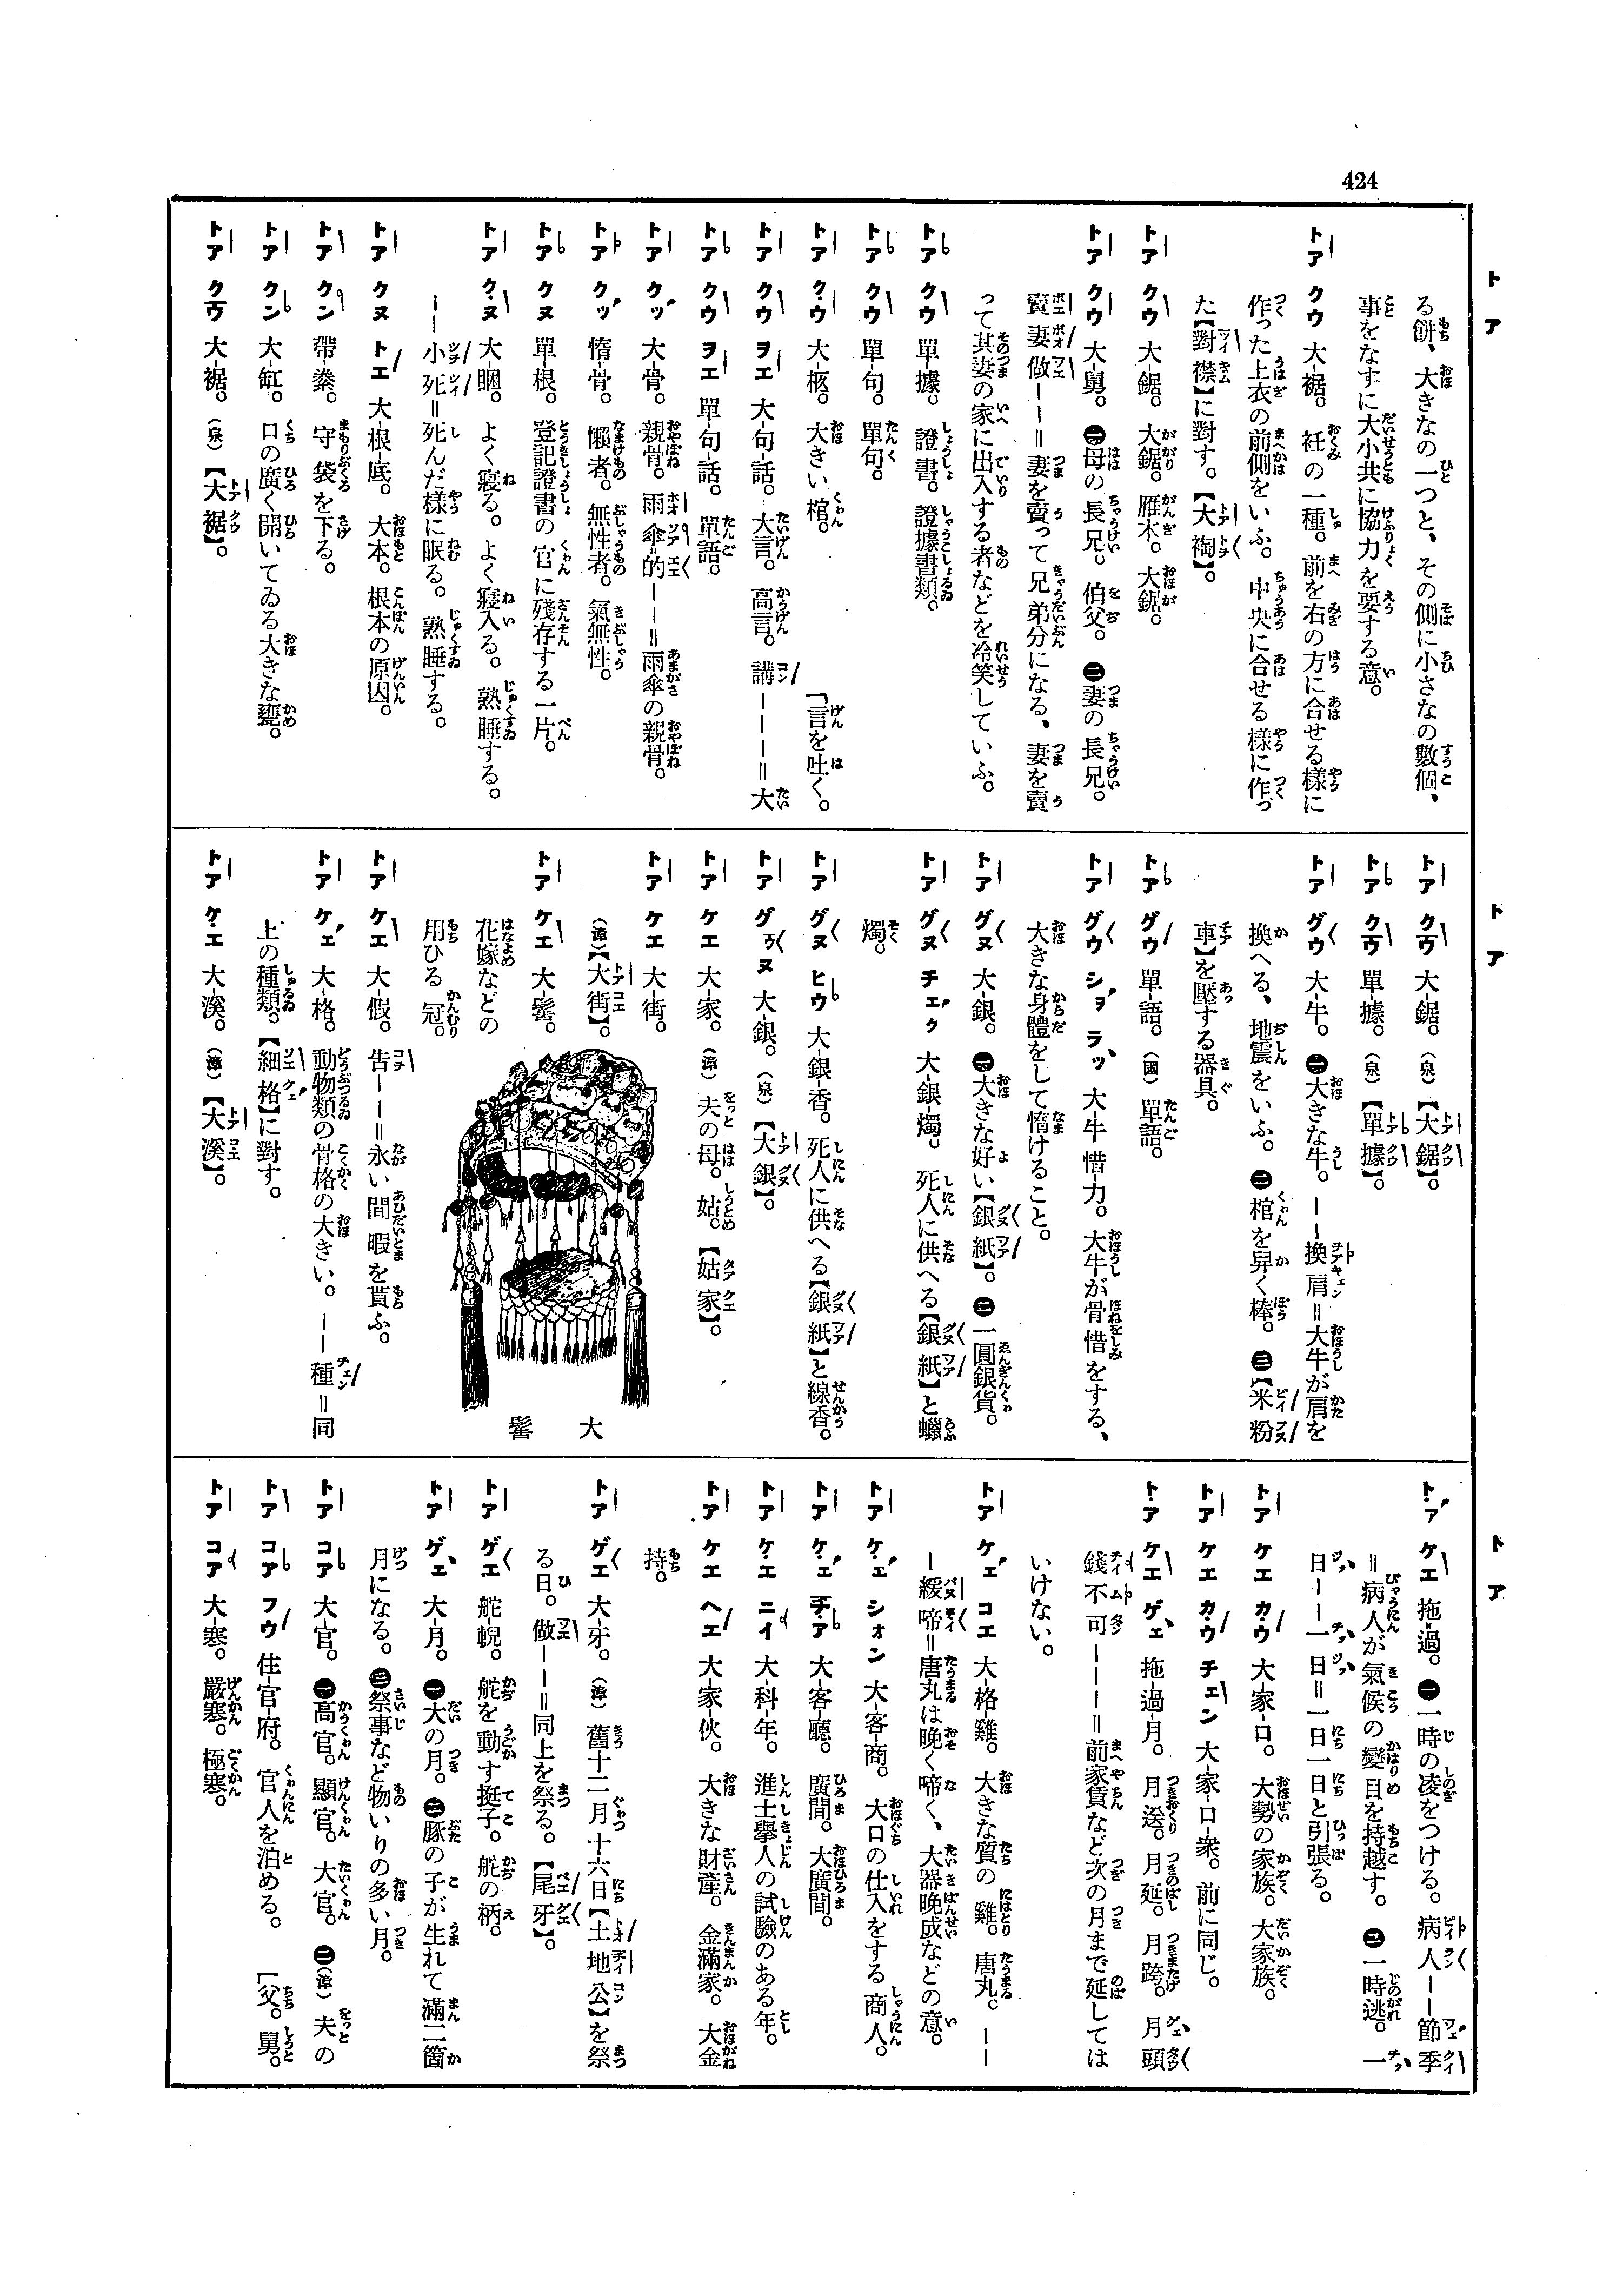 424
トア
トア
トア
る餅、大きなの一つと、その側に小さなの數個、
事をなすに大小共に協力を要する意。
トア クウ 大-裾。 衽の一種。前を右の方に合せる樣に
作った上衣の前側をいふ。中央に合せる樣に作っ
た【對襟】に對す。【大祹】。
トア クウ 大-鋸。 大鋸。雁木。大鋸。
トア クウ 大-舅。 ㊀母の長兄。伯父。 ㊁妻の長兄。
賣妻做——=妻を賣って兄弟分になる、妻を賣
って其妻の家に出入する者などを冷笑していふ。
トア クウ 單-據。 證書。證據書類。
トア クウ 單-句。 單句。
トア ク・ウ 大-柩。 大きい棺。 「言を吐く。
トア クウ ヲエ 大-句-話。 大言。高言。講———=大
トア クウ ヲエ 單-句-話。 單語。
トア クッ 大-骨。 親骨。雨傘的——=雨傘の親骨。
トア クッ 惰-骨。 懶者。無性者。氣無性。
トア クヌ 單-根。 登記證書の官に殘存する一片。
トア ク・ヌ 大-睏。 よく寢る。よく寢入る。熟睡する。
——小死=死んだ樣に眠る。熟睡する。
トア クヌ トエ 大-根-底。 大本。根本の原因。
トア クン 帶-豢。 守袋を下る。
トア クン 大-缸。 口の廣く開いてゐる大きな甕。
トア クウ 大-裾。(泉)【大裾】。
トア クウ 大-鋸。(泉)【大鋸】。
トア クウ 單-據。(泉)【單據】。
トア グウ 大-牛。 ㊀大きな牛。——換肩=大牛が肩を
換へる、地震をいふ。 ㊁棺を舁く棒。 ㊂【米粉
車】を壓する器具。
トア グウ 單-語。(國) 單語。
トア グウ シォ ラッ 大-牛-惜-力。 大牛が骨惜をする、
大きな身體をして惰けること。
トア グヌ 大-銀。 ㊀大きな好い【銀紙】。 ㊁一圓銀貨。
トア グヌ チェク 大-銀-燭。 死人に供へる【銀紙】と蠟
燭。
トア グヌ ヒウ 大-銀-香。 死人に供へる【銀紙】と線香。
トア グヌ 大-銀。(泉)【大銀】。
トア ケエ 大-家。(漳) 夫の母。姑。【姑家】。
トア ケエ 大-街。
(漳)【大街】。
トア ケエ 大-髻。
花嫁などの
用ひる冠。
大髻
トア ケエ 大-假。 告——=永い間暇を貰ふ。
トア ケェ 大-格。 動物類の骨格の大きい。——種=同
上の種類。【細格】に對す。
トア ケ・エ 大-溪。(漳)【大溪】。
ト・ア ケエ 拖-過。 ㊀一時の凌をつける。病人——節季
=病人が氣候の變目を持越す。 ㊁一時逃。一
日——一日=一日一日と引張る。
トア ケエ カ・ウ 大-家-口。 大勢の家族。大家族。
トア ケエ カ・ウ チェン 大-家-口-衆。 前に同じ。
ト・ア ケエ ゲェ 拖-過-月。 月送。月延。月跨。月頭
錢不可———=前家賃など次の月まで延しては
いけない。
トア ケ・ェ コエ 大-格-雞。 大きな質の雞。唐丸。—
—緩啼=唐丸は晚く啼く、大器晚成などの意。
トア ケ・ェ シォン 大-客-商。 大口の仕入をする商人。
トア ケ・ェ チ・ア 大-客-廳。 廣間。大廣間。
トア ケ・エ ニイ 大-科-年。 進士擧人の試驗のある年。
トア ケエ ヘエ 大-家-伙。 大きな財產。金滿家。大金
持。
トア ゲエ 大-牙。(漳) 舊十二月十六日【土地公】を祭
る日。做——=同上を祭る。【尾牙】。
トア ゲエ 舵-輗。 舵を動す挺子。舵の柄。
トア ゲェ 大-月。 ㊀大の月。 ㊁豚の子が生れて滿二箇
月になる。 ㊂祭事など物いりの多い月。
トア コア 大-官。 ㊀高官。顯官。大官。 ㊁(漳) 夫の
トア コア フウ 住-官-府。 官人を泊める。 「父。舅。
トア コア 大-寒。 嚴寒。極寒。